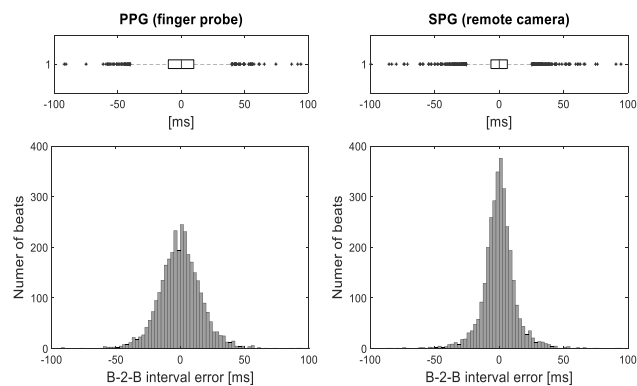 PPG (finger probe)
SPG (remote camera)
1
1
-100 -50 0 50 100
-100 -50 0 50 100
[ms]
[ms]
400
300
200
100
0
400
300
200
100
0
Numer of beats
Numer of beats
-100 -50 0 50 100
-100 -50 0 50 100
B-2-B interval error [ms]
B-2-B interval error [ms]